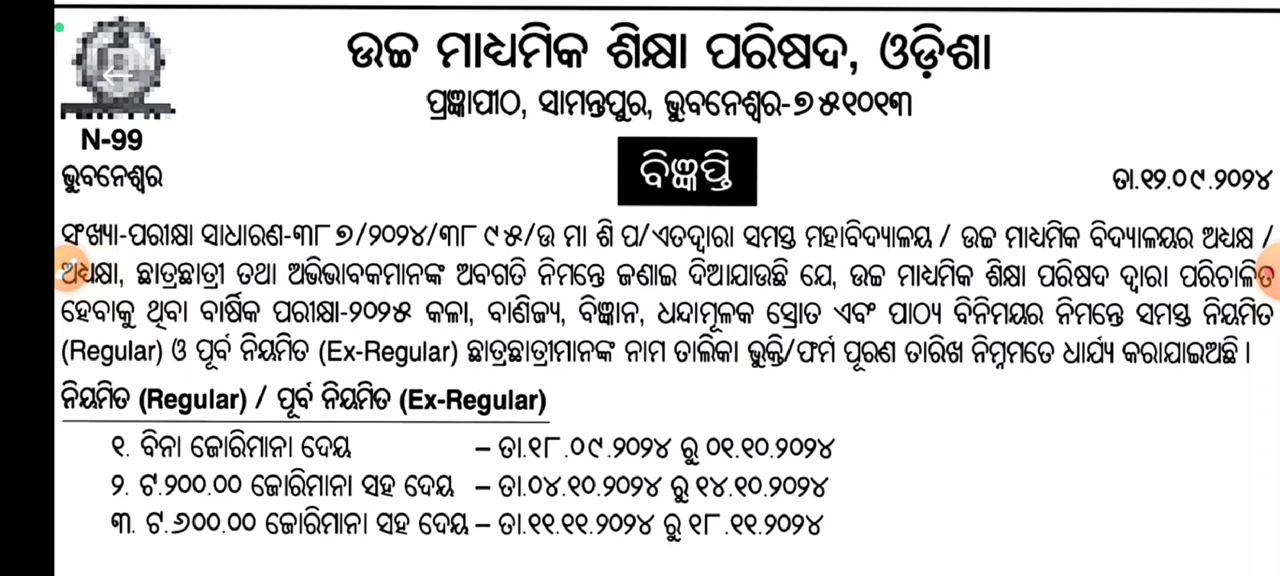 ଉଚ୍ଚ ମାଧ୍ୟମିକ ଶିକ୍ଷା ପରିଷଦ, ଓଡ଼ିଶା
ପ୍ରଜ୍ଞାପୀଠ, ସାମନ୍ତପୁର, ଭୁବନେଶ୍ୱର-୭୫୧୦୧୩
N-99
ଭୁବନେଶ୍ୱର
ବିଜ୍ଞପ୍ତି
ତା.୧୨.୦୯.୨୦୨୪
ସଂଖ୍ୟା-ପରୀକ୍ଷା ସାଧାରଣ-୩୮୭/୨୦୨୪/୩୮୯୫/ଉ ମା ଶି ପ/ଏତଦ୍ୱାରା ସମସ୍ତ ମହାବିଦ୍ୟାଳୟ / ଉଚ୍ଚ ମାଧ୍ୟମିକ ବିଦ୍ୟାଳୟର ଅଧ୍ୟକ୍ଷ /
ଅଧ୍ୟକ୍ଷା, ଛାତ୍ରଛାତ୍ରୀ ତଥା ଅଭିଭାବକମାନଙ୍କ ଅବଗତି ନିମନ୍ତେ ଜଣାଇ ଦିଆଯାଉଛି ଯେ, ଉଚ୍ଚ ମାଧ୍ୟମିକ ଶିକ୍ଷା ପରିଷଦ ଦ୍ୱାରା ପରିଚାଳିତ
ହେବାକୁ ଥିବା ବାର୍ଷିକ ପରୀକ୍ଷା-୨୦୨୫ କଳା, ବାଣିଜ୍ୟ, ବିଜ୍ଞାନ, ଧନ୍ଦାମୂଳକ ସ୍ରୋତ ଏବଂ ପାଠ୍ୟ ବିନିମୟର ନିମନ୍ତେ ସମସ୍ତ ନିୟମିତ
(Regular) ଓ ପୂର୍ବ ନିୟମିତ (Ex-Regular) ଛାତ୍ରଛାତ୍ରୀମାନଙ୍କ ନାମ ତାଲିକା ଭୁକ୍ତି/ଫର୍ମ ପୂରଣ ତାରିଖ ନିମ୍ନମତେ ଧାର୍ଯ୍ୟ କରାଯାଇଅଛି ।
ନିୟମିତ (Regular) / ପୂର୍ବ ନିୟମିତ (Ex-Regular)
୧. ବିନା ଜୋରିମାନା ଦେୟ – ତା.୧୮.୦୯.୨୦୨୪ ରୁ ୦୧.୧୦.୨୦୨୪
୨. ଟ.୨୦୦.୦୦ ଜୋରିମାନା ସହ ଦେୟ – ତା.୦୪.୧୦.୨୦୨୪ ରୁ ୧୪.୧୦.୨୦୨୪
୩. ଟ.୬୦୦.୦୦ ଜୋରିମାନା ସହ ଦେୟ – ତା.୧୧.୧୧.୨୦୨୪ ରୁ ୧୮.୧୧.୨୦୨୪